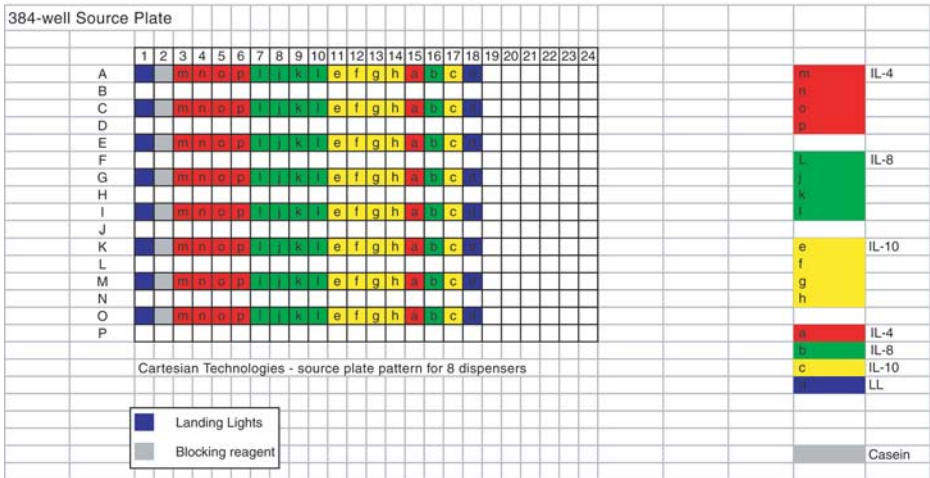 384-well Source Plate
1 2 3 4 5 6 7 8 9 10 11 12 13 14 15 16 17 18 19 20 21 22 23 24
A m n o p l j k l e f g h a b c d m IL-4
B n
C m n o p l j k l e f g h a b c o
D p
E m n o p l j k l e f g h a b c
F L IL-8
G m n o p l j k l e f g h a b c j
H k
I m n o p l j k l e f g h a b c l
J
K m n o p l j k l e f g h a b c e IL-10
L f
M m n o p l j k l e f g h a b c g
N h
O m n o p l j k l e f g h a b c
P a IL-4
b IL-8
Cartesian Technologies - source plate pattern for 8 dispensers c IL-10
d LL
Landing Lights
Blocking reagent Casein